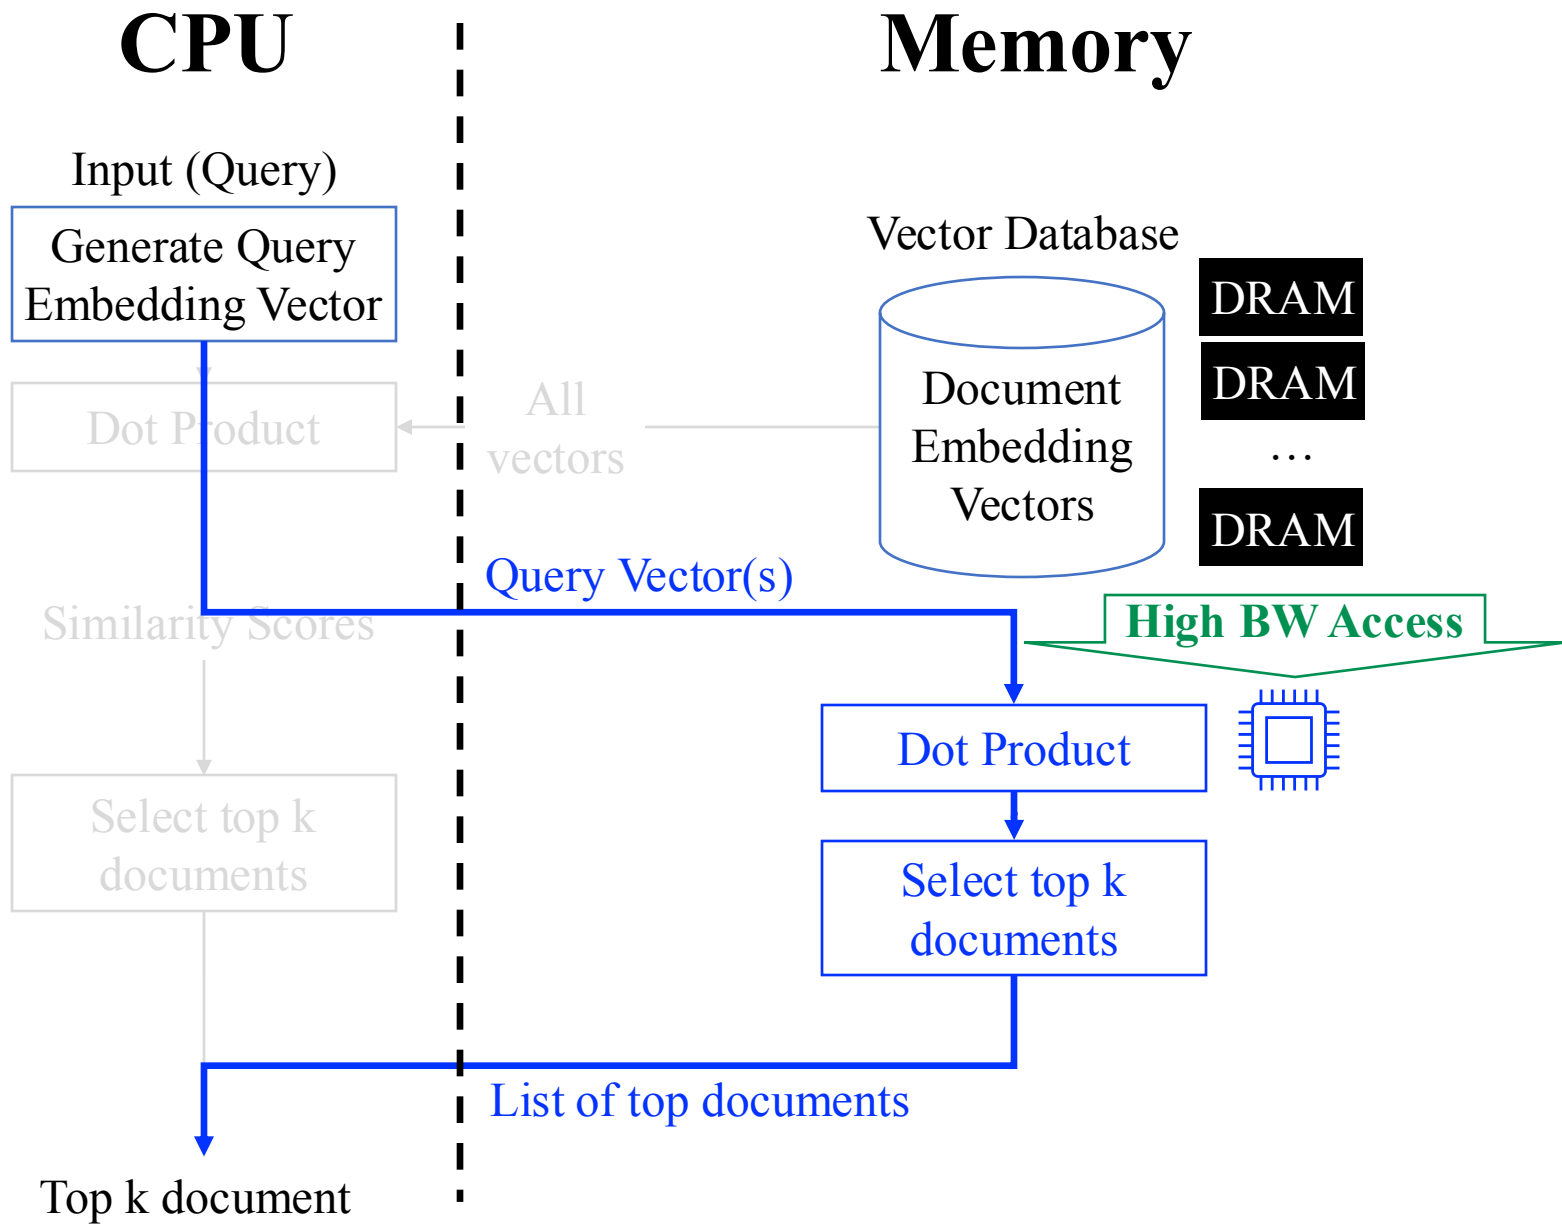 CPU
Memory
Input (Query)
Generate Query
Embedding Vector
Dot Product
All
vectors
Similarity Scores
Select top k
documents
Vector Database
Document
Embedding
Vectors
DRAM
DRAM
...
DRAM
Query Vector(s)
High BW Access
Dot Product
Select top k
documents
List of top documents
Top k document